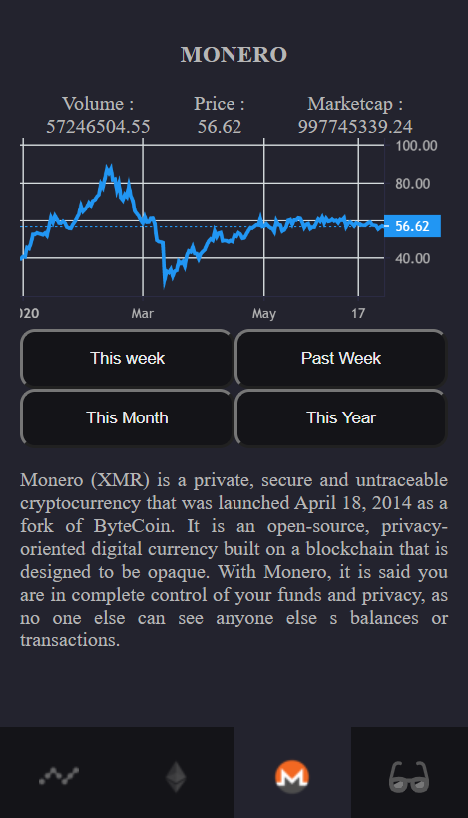 MONERO
Volume : Price : Marketcap :
57246504.55 56.62 997745339.24
100.00
80.00
56.62
40.00
020 Mar May 17
This week Past Week
This Month This Year
Monero (XMR) is a private, secure and untraceable
cryptocurrency that was launched April 18, 2014 as a
fork of ByteCoin. It is an open-source, privacy-
oriented digital currency built on a blockchain that is
designed to be opaque. With Monero, it is said you
are in complete control of your funds and privacy, as
no one else can see anyone else s balances or
transactions.